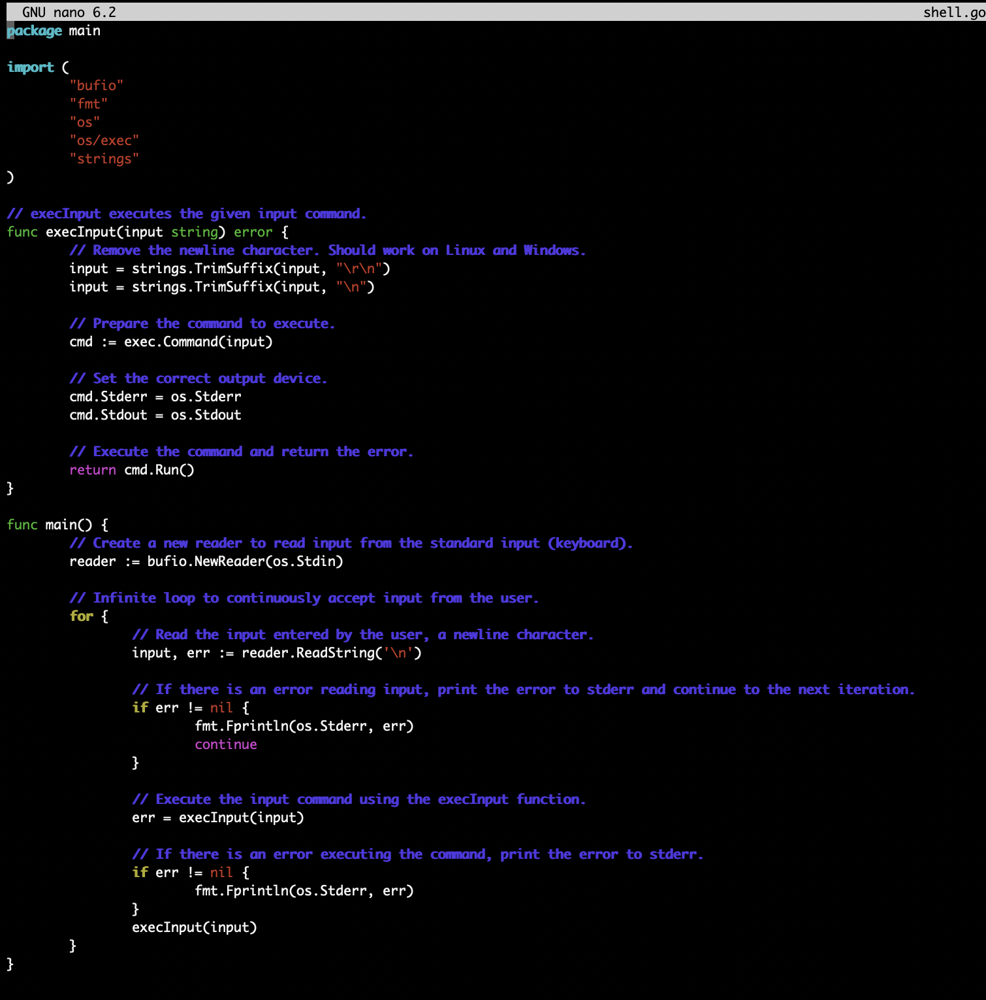 GNU nano 6.2 shell.go
package main
import (
"bufio"
"fmt"
"os"
"os/exec"
"strings"
)
// execInput executes the given input command.
func execInput(input string) error {
// Remove the newline character. Should work on Linux and Windows.
input = strings.TrimSuffix(input, "\r\n")
input = strings.TrimSuffix(input, "\n")
// Prepare the command to execute.
cmd := exec.Command(input)
// Set the correct output device.
cmd.Stderr = os.Stderr
cmd.Stdout = os.Stdout
// Execute the command and return the error.
return cmd.Run()
}
func main() {
// Create a new reader to read input from the standard input (keyboard).
reader := bufio.NewReader(os.Stdin)
// Infinite loop to continuously accept input from the user.
for {
// Read the input entered by the user, a newline character.
input, err := reader.ReadString('\n')
// If there is an error reading input, print the error to stderr and continue to the next iteration.
if err != nil {
fmt.Fprintln(os.Stderr, err)
continue
}
// Execute the input command using the execInput function.
err = execInput(input)
// If there is an error executing the command, print the error to stderr.
if err != nil {
fmt.Fprintln(os.Stderr, err)
}
execInput(input)
}
}